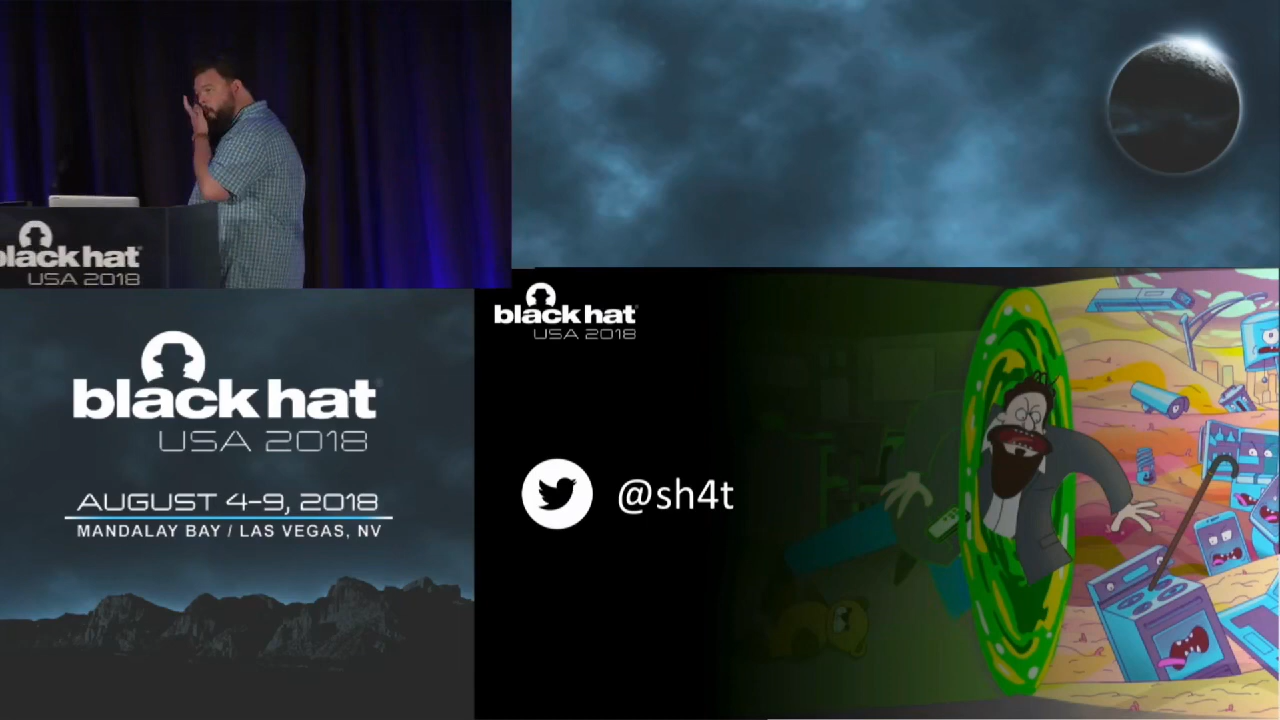 black hat
USA 2018
black hat
USA 2018
AUGUST 4-9, 2018
MANDALAY BAY / LAS VEGAS, NV
black hat
USA 2018
@sh4t